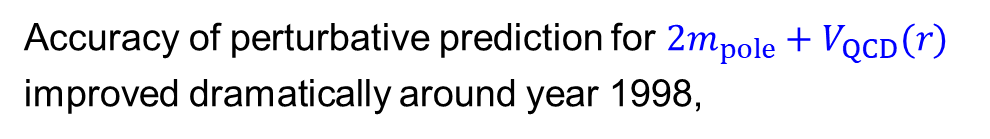 Accuracy of perturbative prediction for 2m_pole + V_QCD(r)
improved dramatically around year 1998,